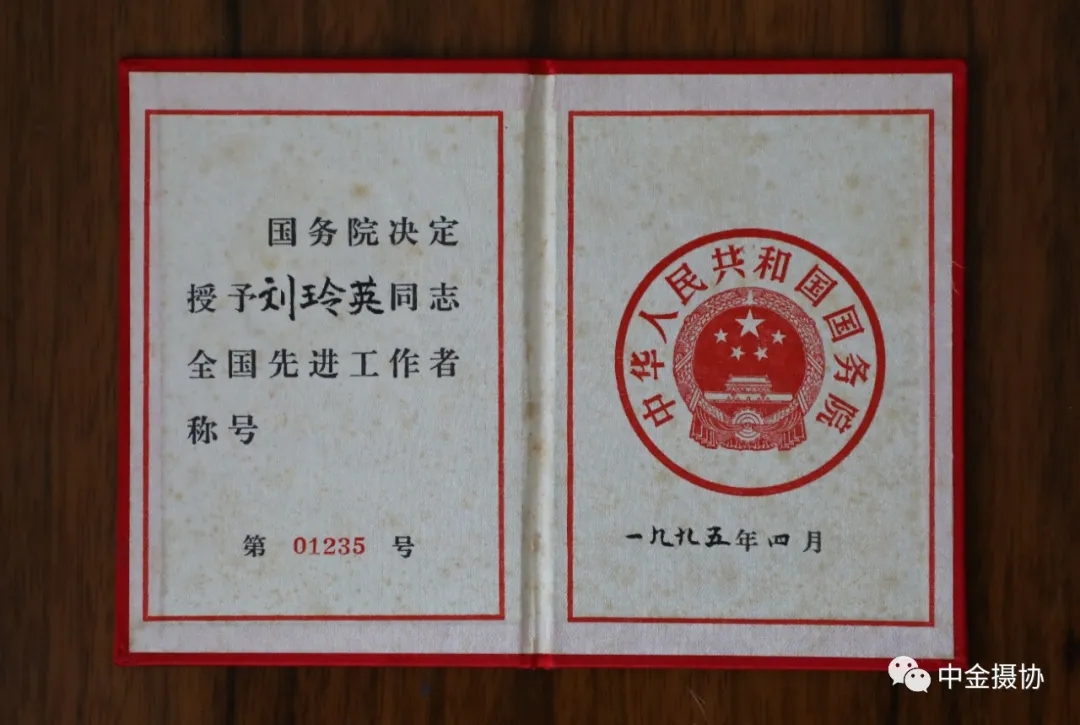 国务院决定
授予刘玲英同志
全国先进工作者
称号
第 01235 号
中华人民共和国国务院
一九九五年四月
中金摄协